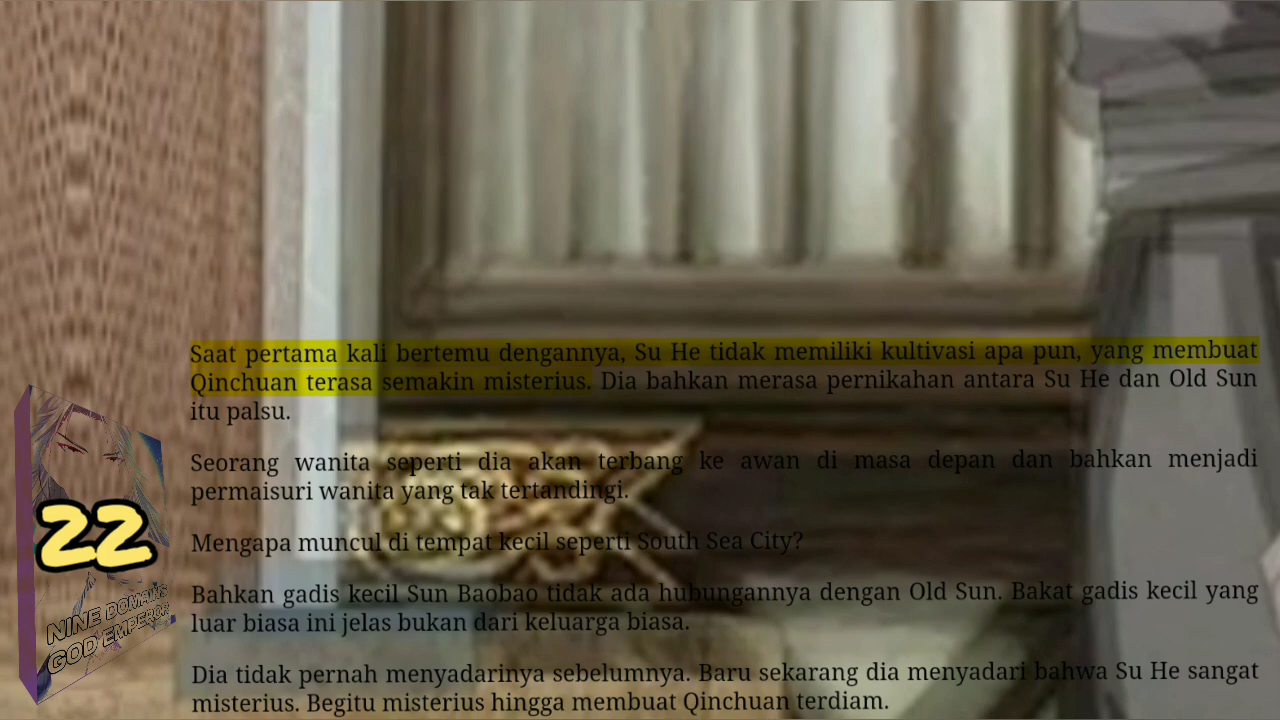 Saat pertama kali bertemu dengannya, Su He tidak memiliki kultivasi apa pun, yang membuat
Qinchuan terasa semakin misterius. Dia bahkan merasa pernikahan antara Su He dan Old Sun
itu palsu.
Seorang wanita seperti dia akan terbang ke awan di masa depan dan bahkan menjadi
permaisuri wanita yang tak tertandingi.
Mengapa muncul di tempat kecil seperti South Sea City?
Bahkan gadis kecil Sun Baobao tidak ada hubungannya dengan Old Sun. Bakat gadis kecil yang
luar biasa ini jelas bukan dari keluarga biasa.
Dia tidak pernah menyadarinya sebelumnya. Baru sekarang dia menyadari bahwa Su He sangat
misterius. Begitu misterius hingga membuat Qinchuan terdiam.
22
NINE DOMAINS
GOD EMPEROR